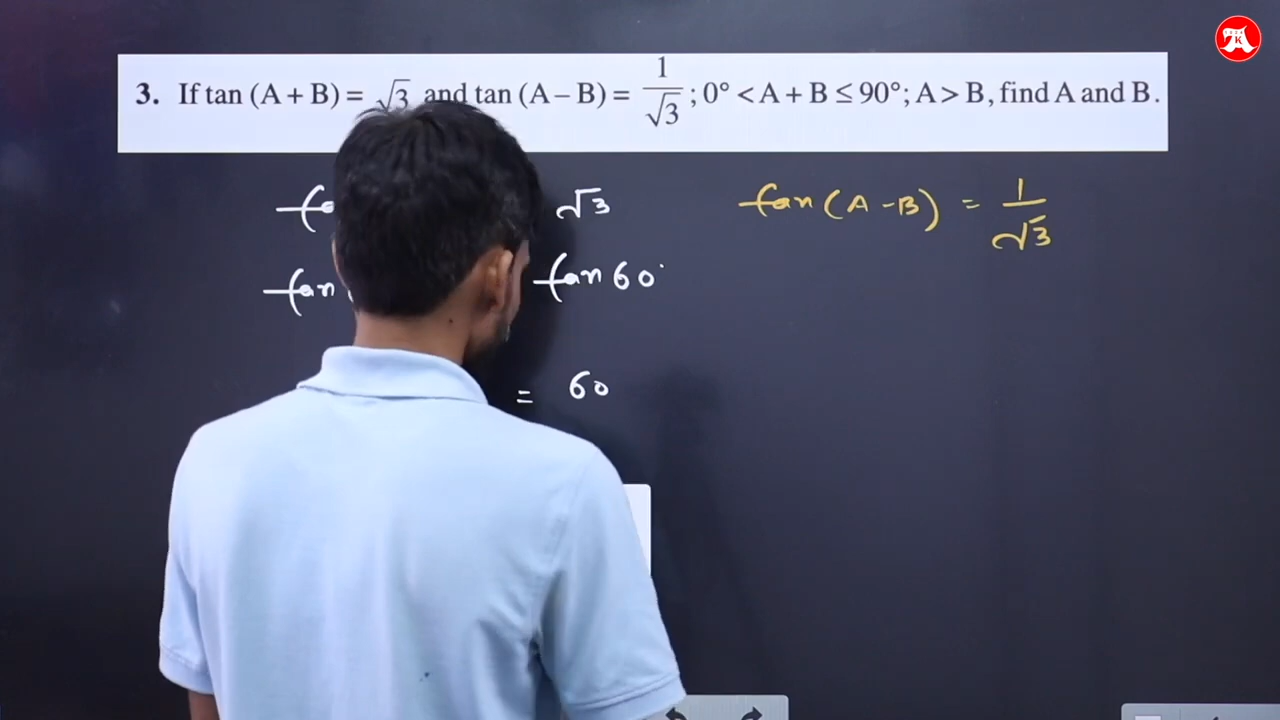 3. If tan (A + B) = √3 and tan (A – B) = 1/√3 ; 0° < A + B ≤ 90° ; A > B, find A and B.
√3
tan (A - B) = 1/√3
tan tan 60°
= 60
K